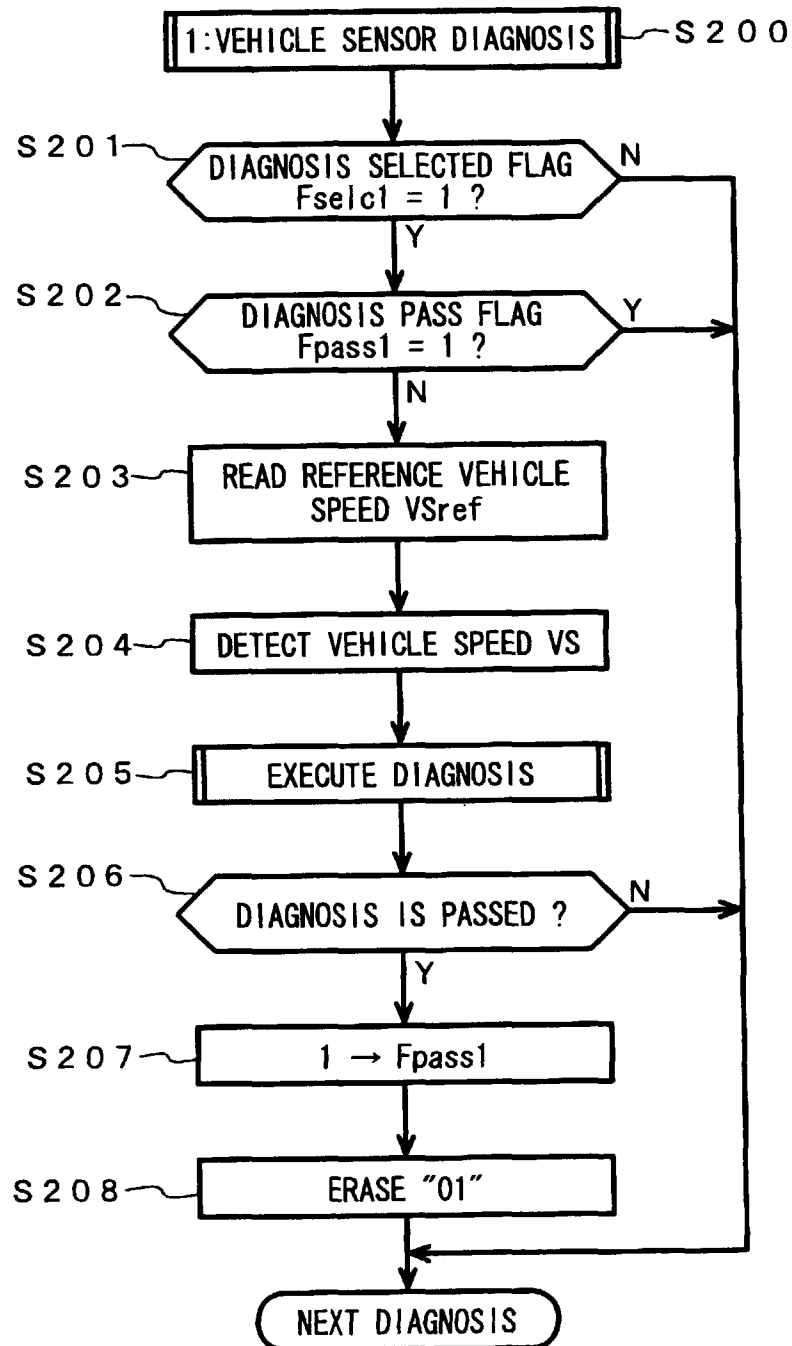 1:VEHICLE SENSOR DIAGNOSIS
S200
S201
DIAGNOSIS SELECTED FLAG
Fselc1 = 1 ?
N
Y
S202
DIAGNOSIS PASS FLAG
Fpass1 = 1 ?
Y
N
S203
READ REFERENCE VEHICLE
SPEED VSref
S204
DETECT VEHICLE SPEED VS
S205
EXECUTE DIAGNOSIS
S206
DIAGNOSIS IS PASSED ?
N
Y
S207
1 → Fpass1
S208
ERASE "01"
NEXT DIAGNOSIS